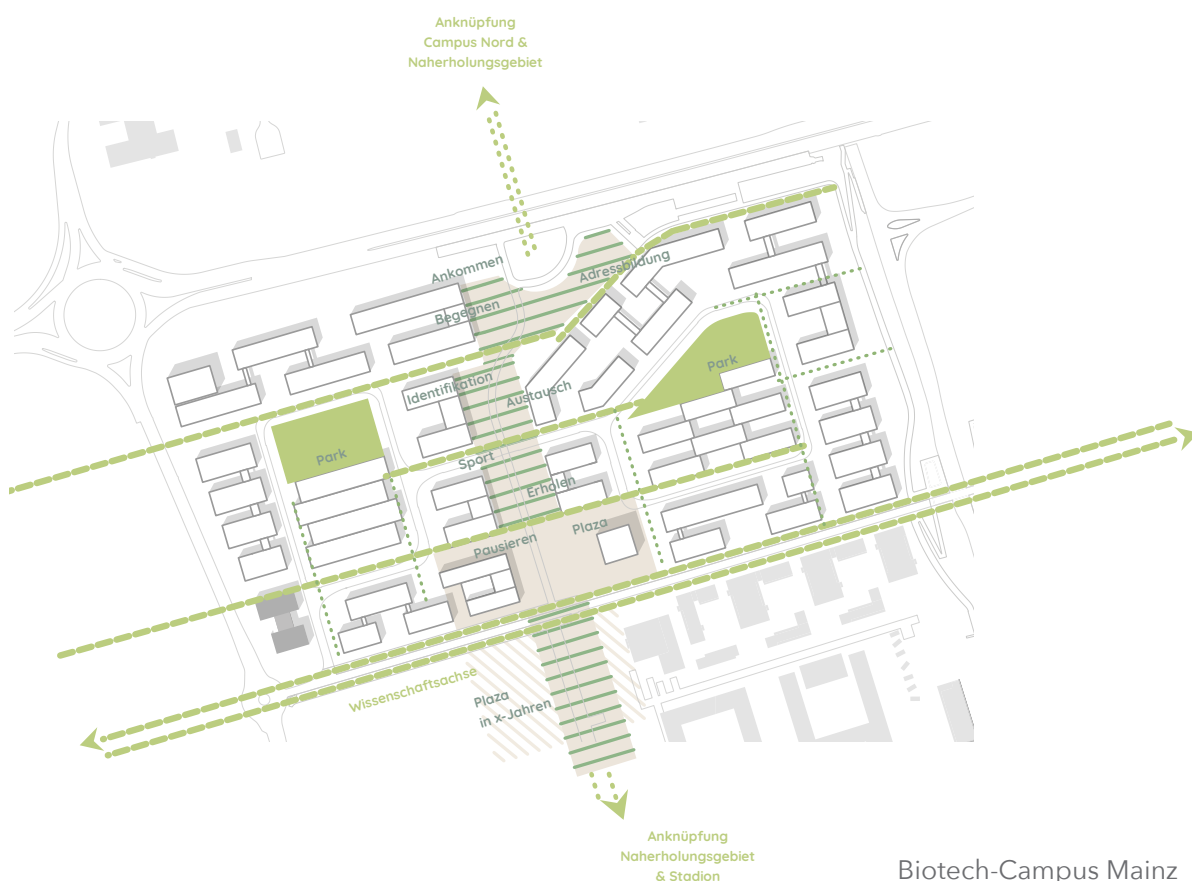 Anknüpfung
Campus Nord &
Naherholungsgebiet
Ankommen
Adressbildung
Begegnen
Park
Identifikation
Austausch
Park
Sport
Erholen
Plaza
Pausieren
Wissenschaftsachse
Plaza
in x-Jahren
Anknüpfung
Naherholungsgebiet
& Stadion
Biotech-Campus Mainz